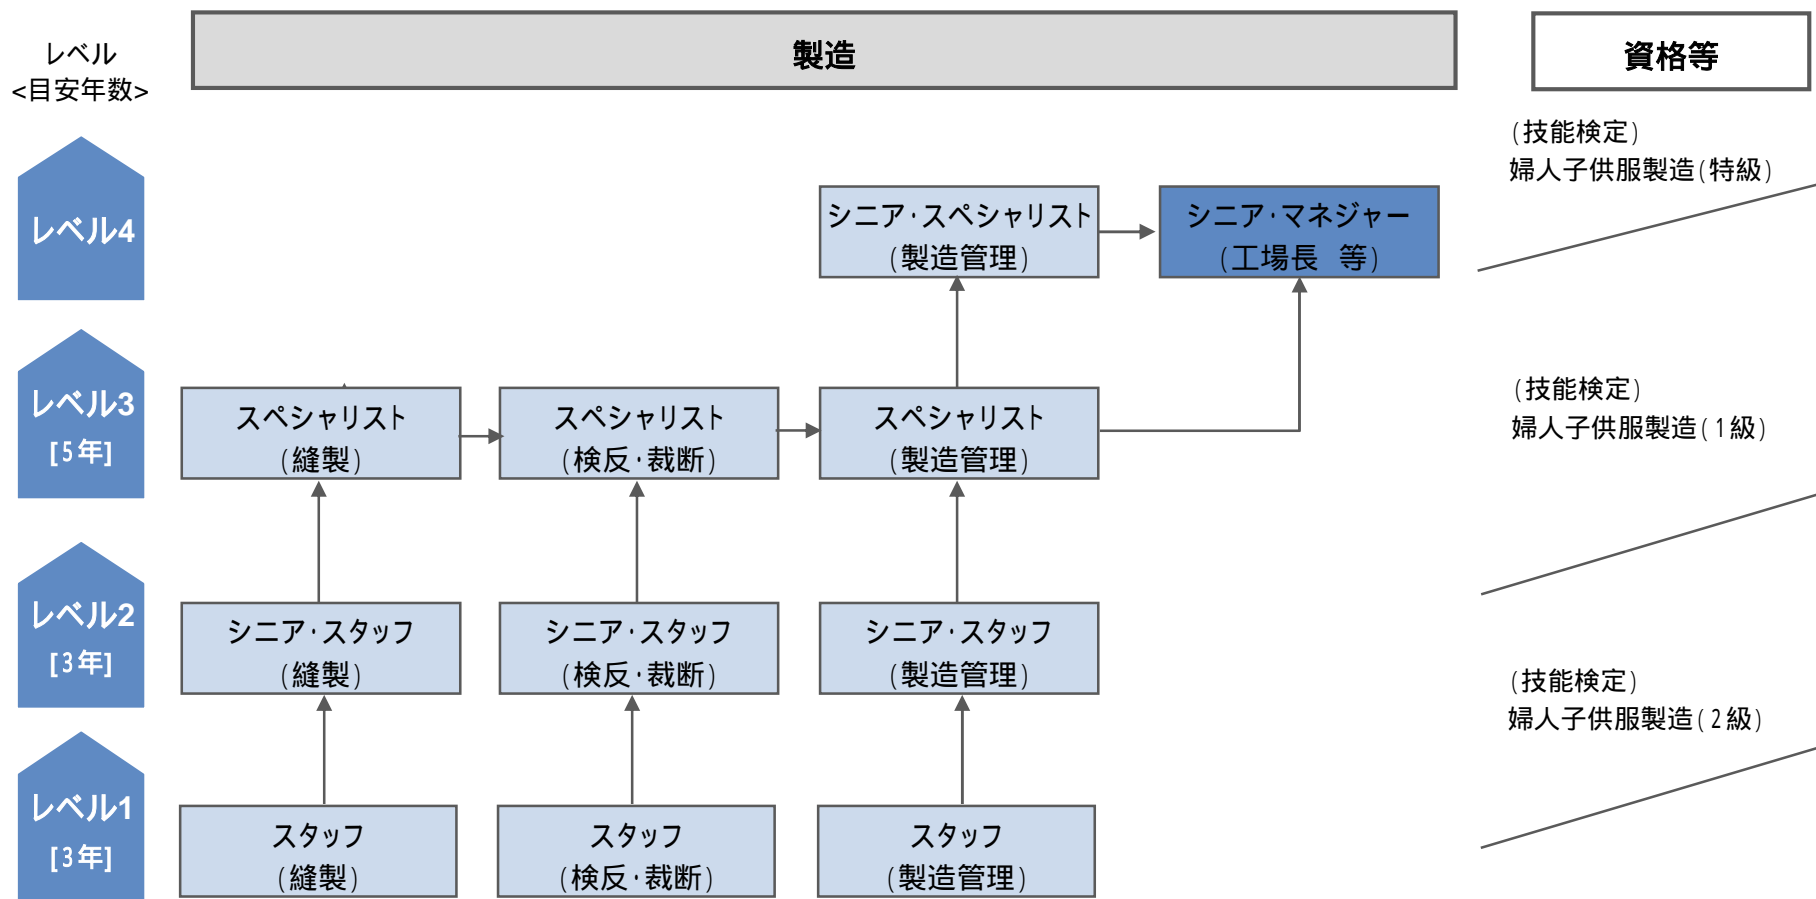 レベル
<目安年数>
製造
資格等
(技能検定)
婦人子供服製造(特級)
レベル4
シニア・スペシャリスト
(製造管理)
シニア・マネジャー
(工場長 等)
レベル3
[5年]
スペシャリスト
(縫製)
スペシャリスト
(検反・裁断)
スペシャリスト
(製造管理)
(技能検定)
婦人子供服製造(1級)
レベル2
[3年]
シニア・スタッフ
(縫製)
シニア・スタッフ
(検反・裁断)
シニア・スタッフ
(製造管理)
(技能検定)
婦人子供服製造(2級)
レベル1
[3年]
スタッフ
(縫製)
スタッフ
(検反・裁断)
スタッフ
(製造管理)